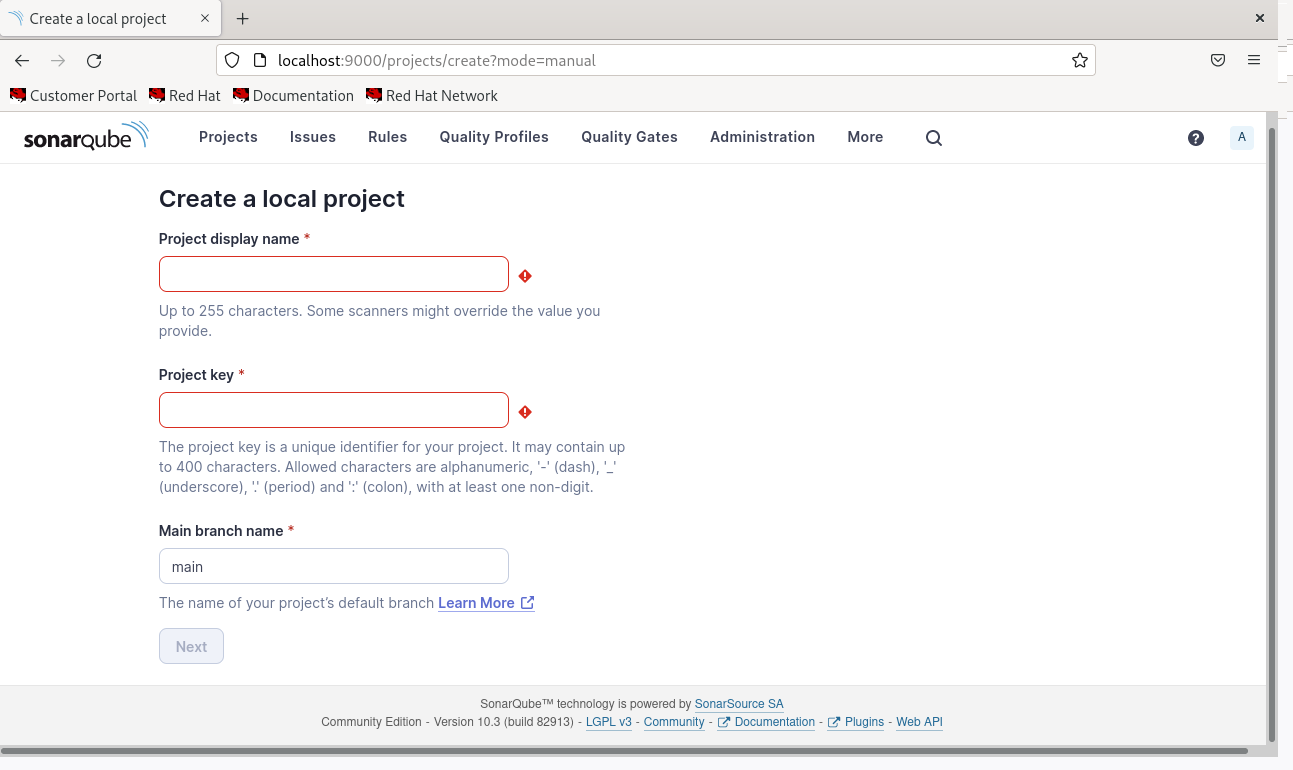 Create a local project
localhost:9000/projects/create?mode=manual
Customer Portal Red Hat Documentation Red Hat Network
sonarqube Projects Issues Rules Quality Profiles Quality Gates Administration More A
Create a local project
Project display name *
Up to 255 characters. Some scanners might override the value you
provide.
Project key *
The project key is a unique identifier for your project. It may contain up
to 400 characters. Allowed characters are alphanumeric, '-' (dash), '_'
(underscore), '.' (period) and ':' (colon), with at least one non-digit.
Main branch name *
main
The name of your project’s default branch Learn More
Next
SonarQube™ technology is powered by SonarSource SA
Community Edition - Version 10.3 (build 82913) - LGPL v3 - Community - Documentation - Plugins - Web API